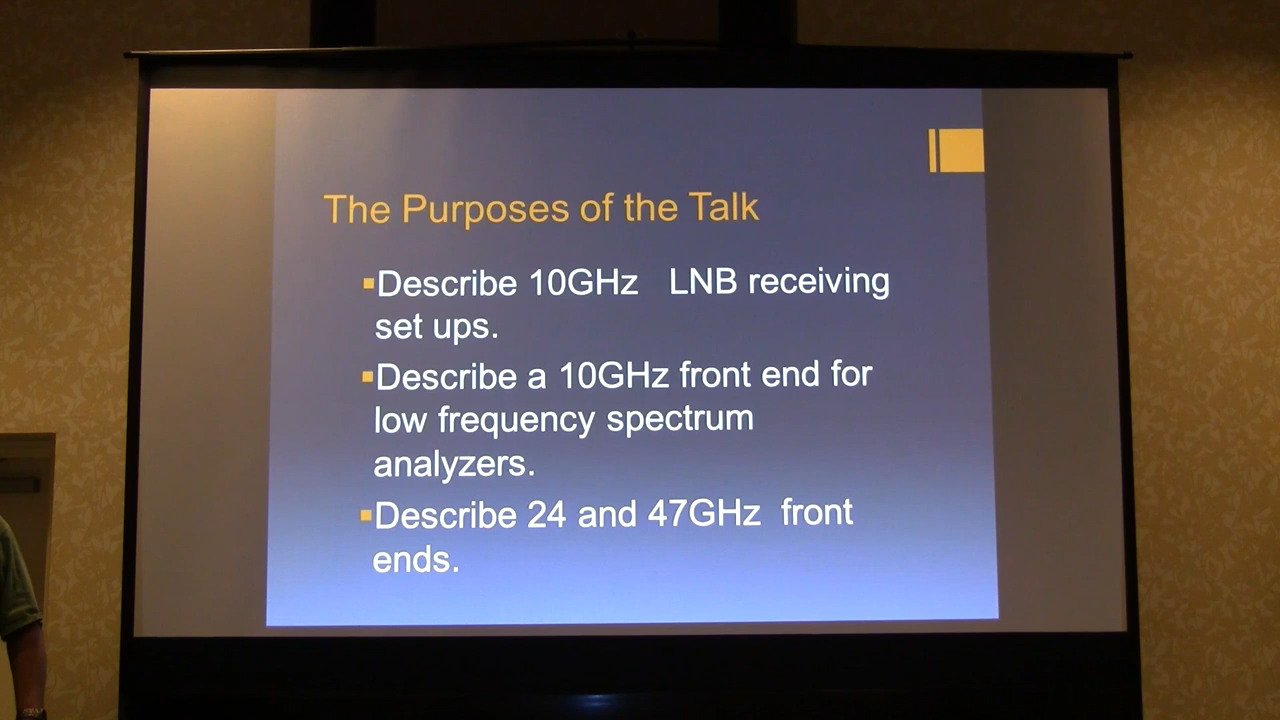 The Purposes of the Talk
▪Describe 10GHz LNB receiving
set ups.
▪Describe a 10GHz front end for
low frequency spectrum
analyzers.
▪Describe 24 and 47GHz front
ends.